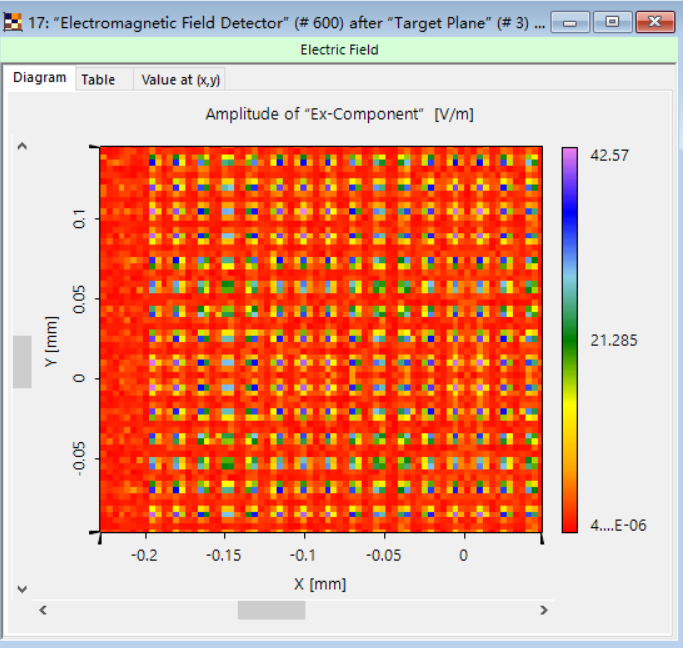 17: "Electromagnetic Field Detector" (# 600) after "Target Plane" (# 3) ...
Electric Field
Diagram Table Value at (x,y)
Amplitude of "Ex-Component" [V/m]
42.57
0.1
0.05
21.285
Y [mm]
0
-0.05
4....E-06
-0.2 -0.15 -0.1 -0.05 0
X [mm]